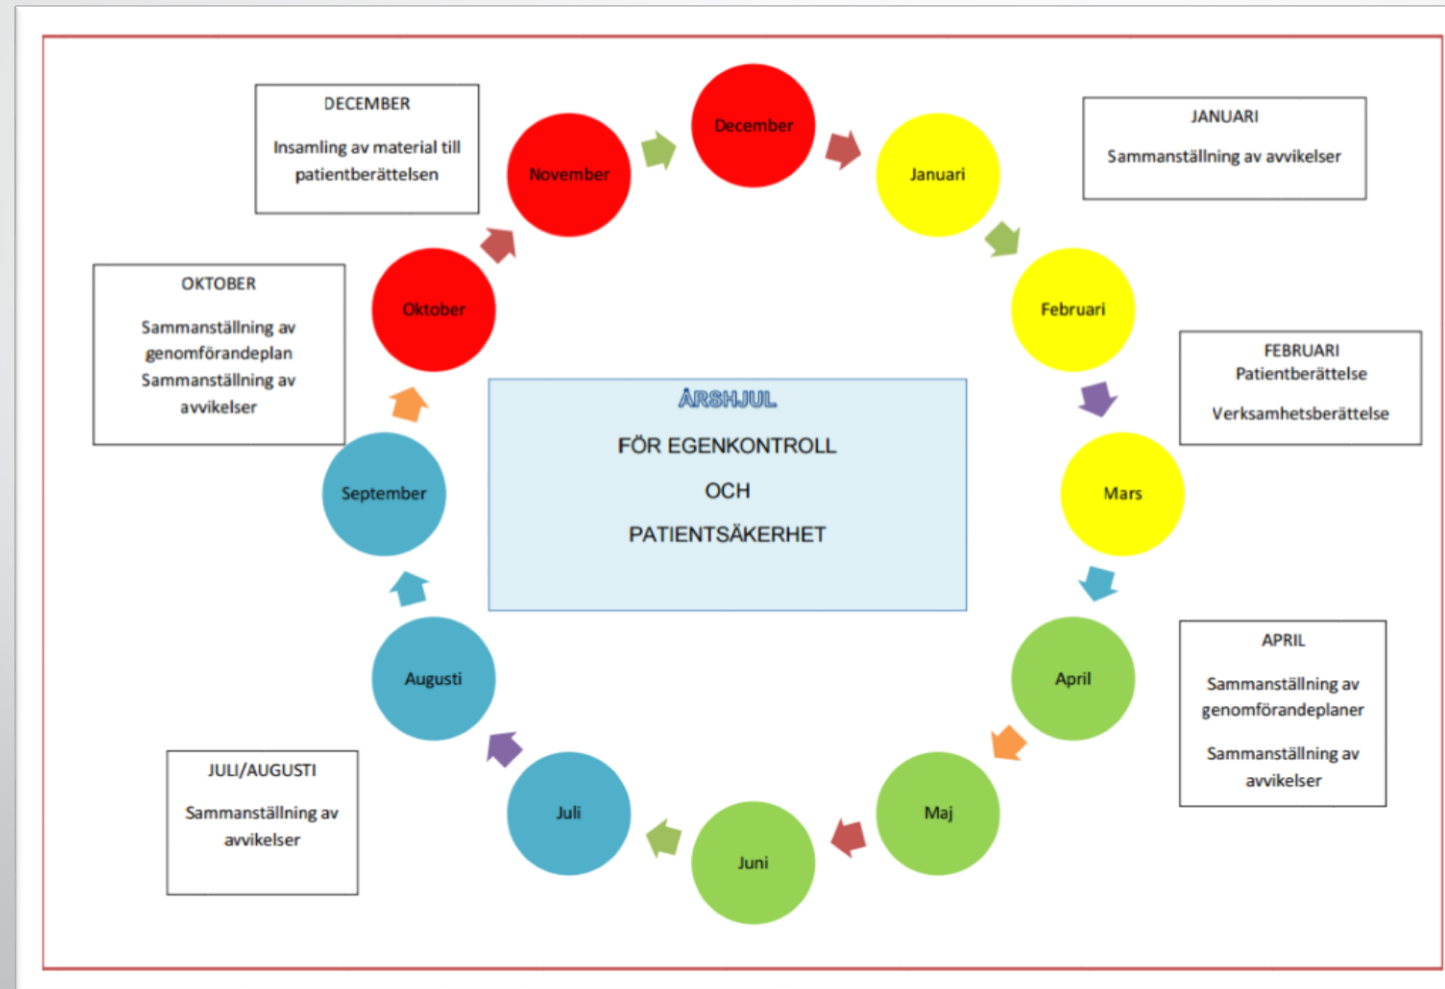 DECEMBER
Insamling av material till
patientberättelsen
December
November
Januari
JANUARI
Sammanställning av avvikelser
OKTOBER
Sammanställning av
genomförandeplan
Sammanställning av
avvikelser
Oktober
Februari
FEBRUARI
Patientberättelse
Verksamhetsberättelse
ÅRSHJUL
FÖR EGENKONTROLL
OCH
PATIENTSÄKERHET
September
Mars
Augusti
April
APRIL
Sammanställning av
genomförandeplaner
Sammanställning av
avvikelser
JULI/AUGUSTI
Sammanställning av
avvikelser
Juli
Maj
Juni